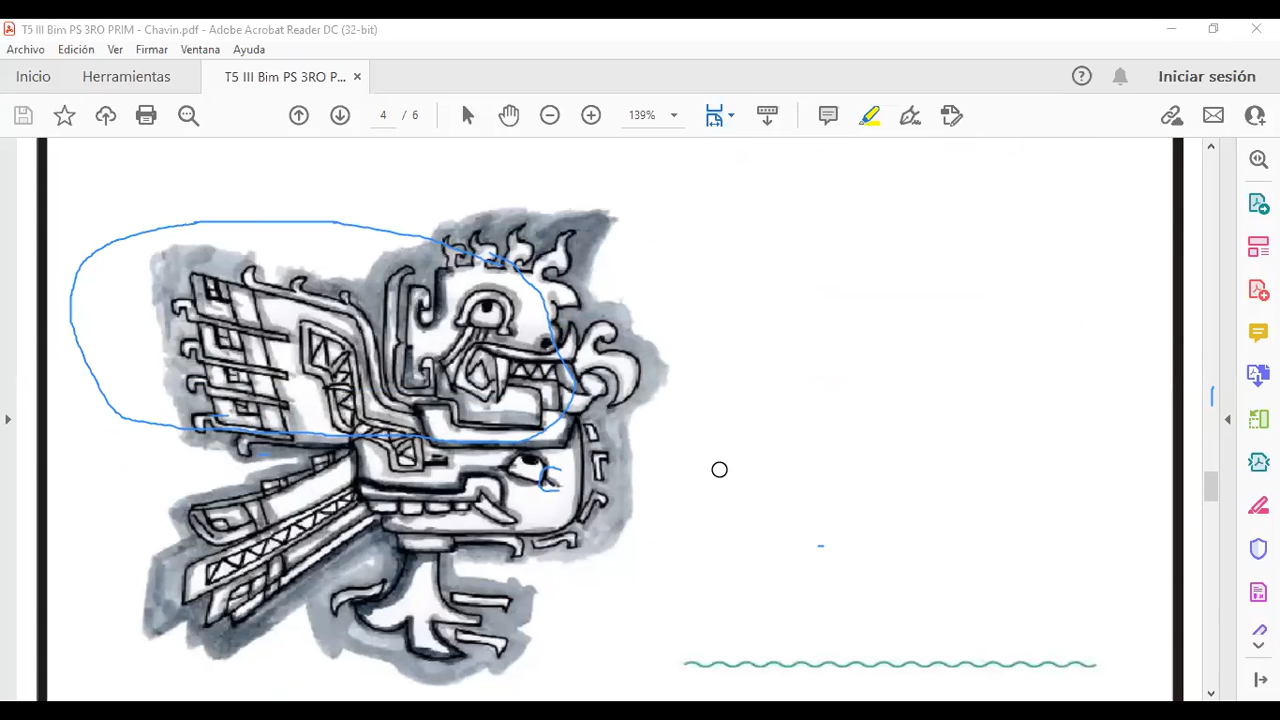 T5 III Bim PS 3RO PRIM - Chavin.pdf - Adobe Acrobat Reader DC (32-bit)
Archivo Edición Ver Firmar Ventana Ayuda
Inicio Herramientas T5 III Bim PS 3RO P... × Iniciar sesión
4 / 6 139%